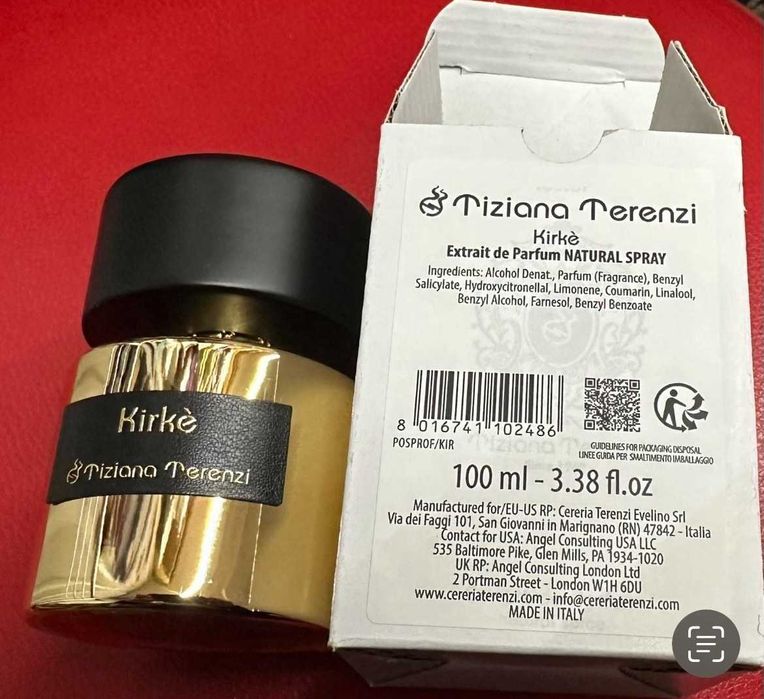 Kirkè
Tiziana Terenzi
Tiziana Terenzi
Kirkè
Extrait de Parfum NATURAL SPRAY
Ingredients: Alcohol Denat., Parfum (Fragrance), Benzyl
Salicylate, Hydroxycitronellal, Limonene, Coumarin, Linalool,
Benzyl Alcohol, Farnesol, Benzyl Benzoate
8 016741 102486
POSPROF/KIR
GUIDELINES FOR PACKAGING DISPOSAL
LINEE GUIDA PER SMALTIMENTO IMBALLAGGIO
100 ml - 3.38 fl.oz
Manufactured for/EU-US RP: Cereria Terenzi Evelino Srl
Via dei Faggi 101, San Giovanni in Marignano (RN) 47842 - Italia
Contact for USA: Angel Consulting USA LLC
535 Baltimore Pike, Glen Mills, PA 1934-1020
UK RP: Angel Consulting London Ltd
2 Portman Street - London W1H 6DU
www.cereriaterenzi.com - info@cereriaterenzi.com
MADE IN ITALY